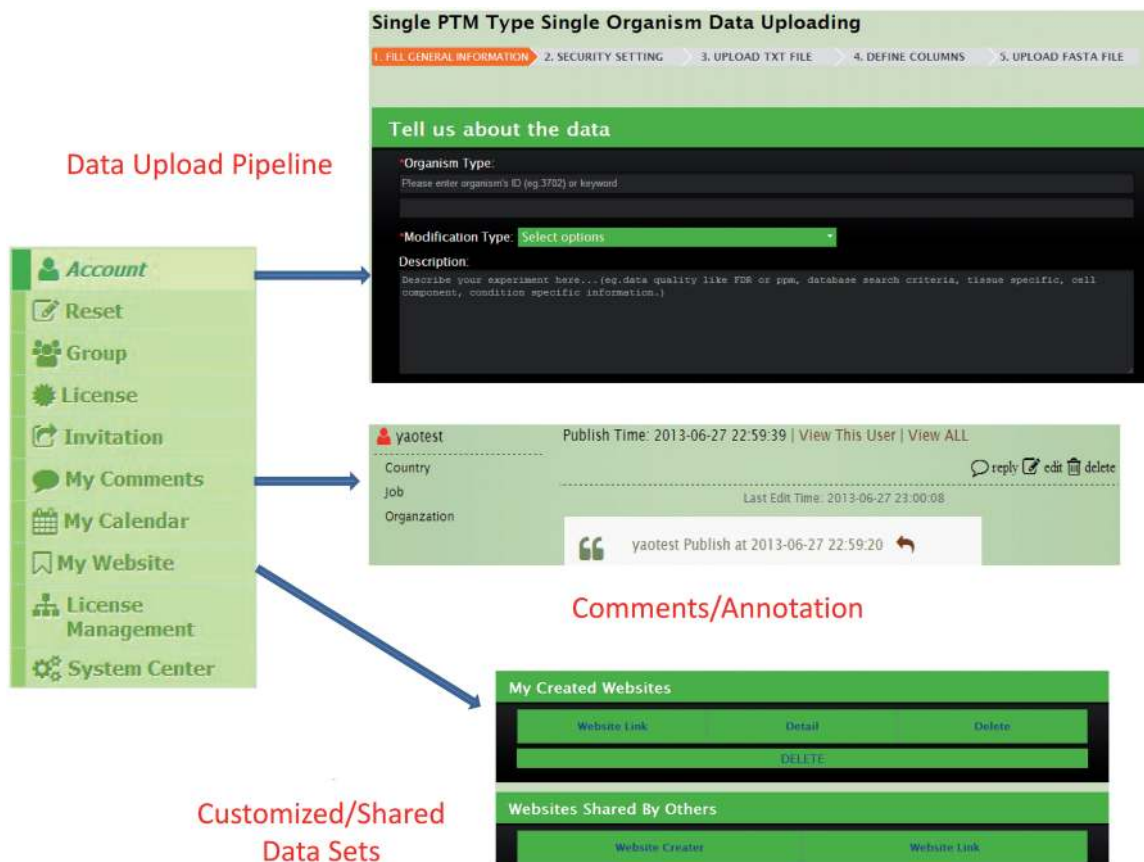 Single PTM Type Single Organism Data Uploading
1. FILL GENERAL INFORMATION 2. SECURITY SETTING 3. UPLOAD TXT FILE 4. DEFINE COLUMNS 5. UPLOAD FASTA FILE
Tell us about the data
*Organism Type:
Please enter organism's ID (eg.3702) or keyword
*Modification Type: Select options
Description:
Describe your experiment here...(eg.data quality like FDR or ppm, database search criteria, tissue specific, cell
component, condition specific information.)
Data Upload Pipeline
Account
Reset
Group
License
Invitation
My Comments
My Calendar
My Website
License
Management
System Center
yaotest
Country
Job
Organzation
Publish Time: 2013-06-27 22:59:39 | View This User | View ALL
reply edit delete
Last Edit Time: 2013-06-27 23:00:08
yaotest Publish at 2013-06-27 22:59:20
Comments/Annotation
My Created Websites
Website Link Detail Delete
DELETE
Websites Shared By Others
Website Creater Website Link
Customized/Shared
Data Sets